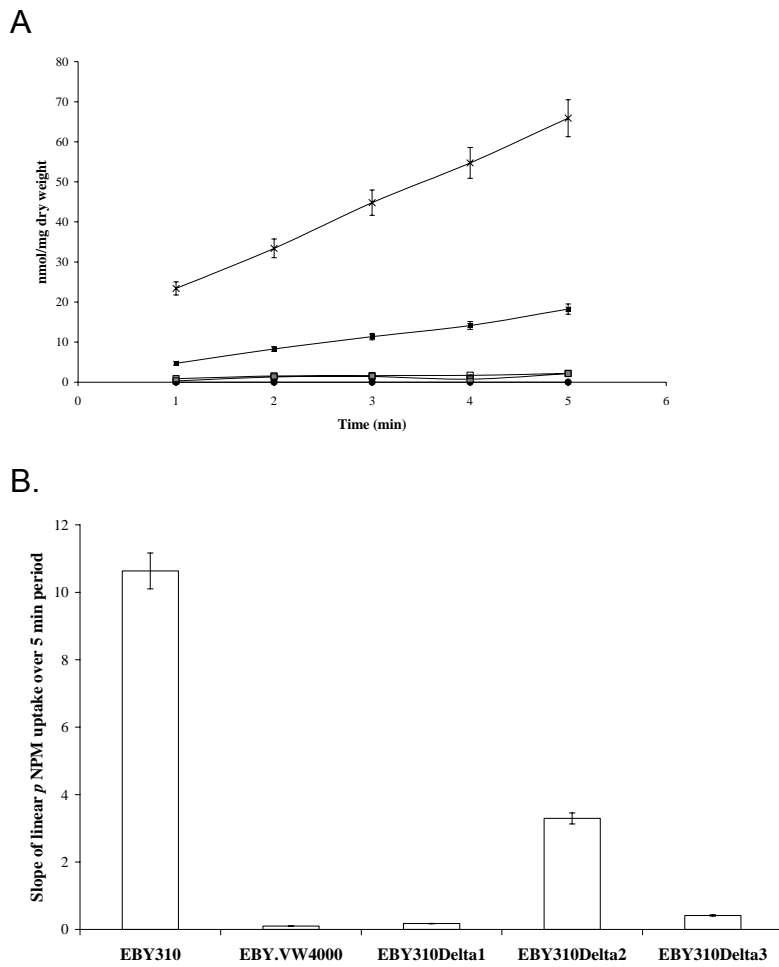 A
80
70
60
50
40
30
20
10
0
nmol/mg dry weight
0 1 2 3 4 5 6
Time (min)
B.
12
10
8
6
4
2
0
Slope of linear p NPM uptake over 5 min period
EBY310 EBY.VW4000 EBY310Delta1 EBY310Delta2 EBY310Delta3